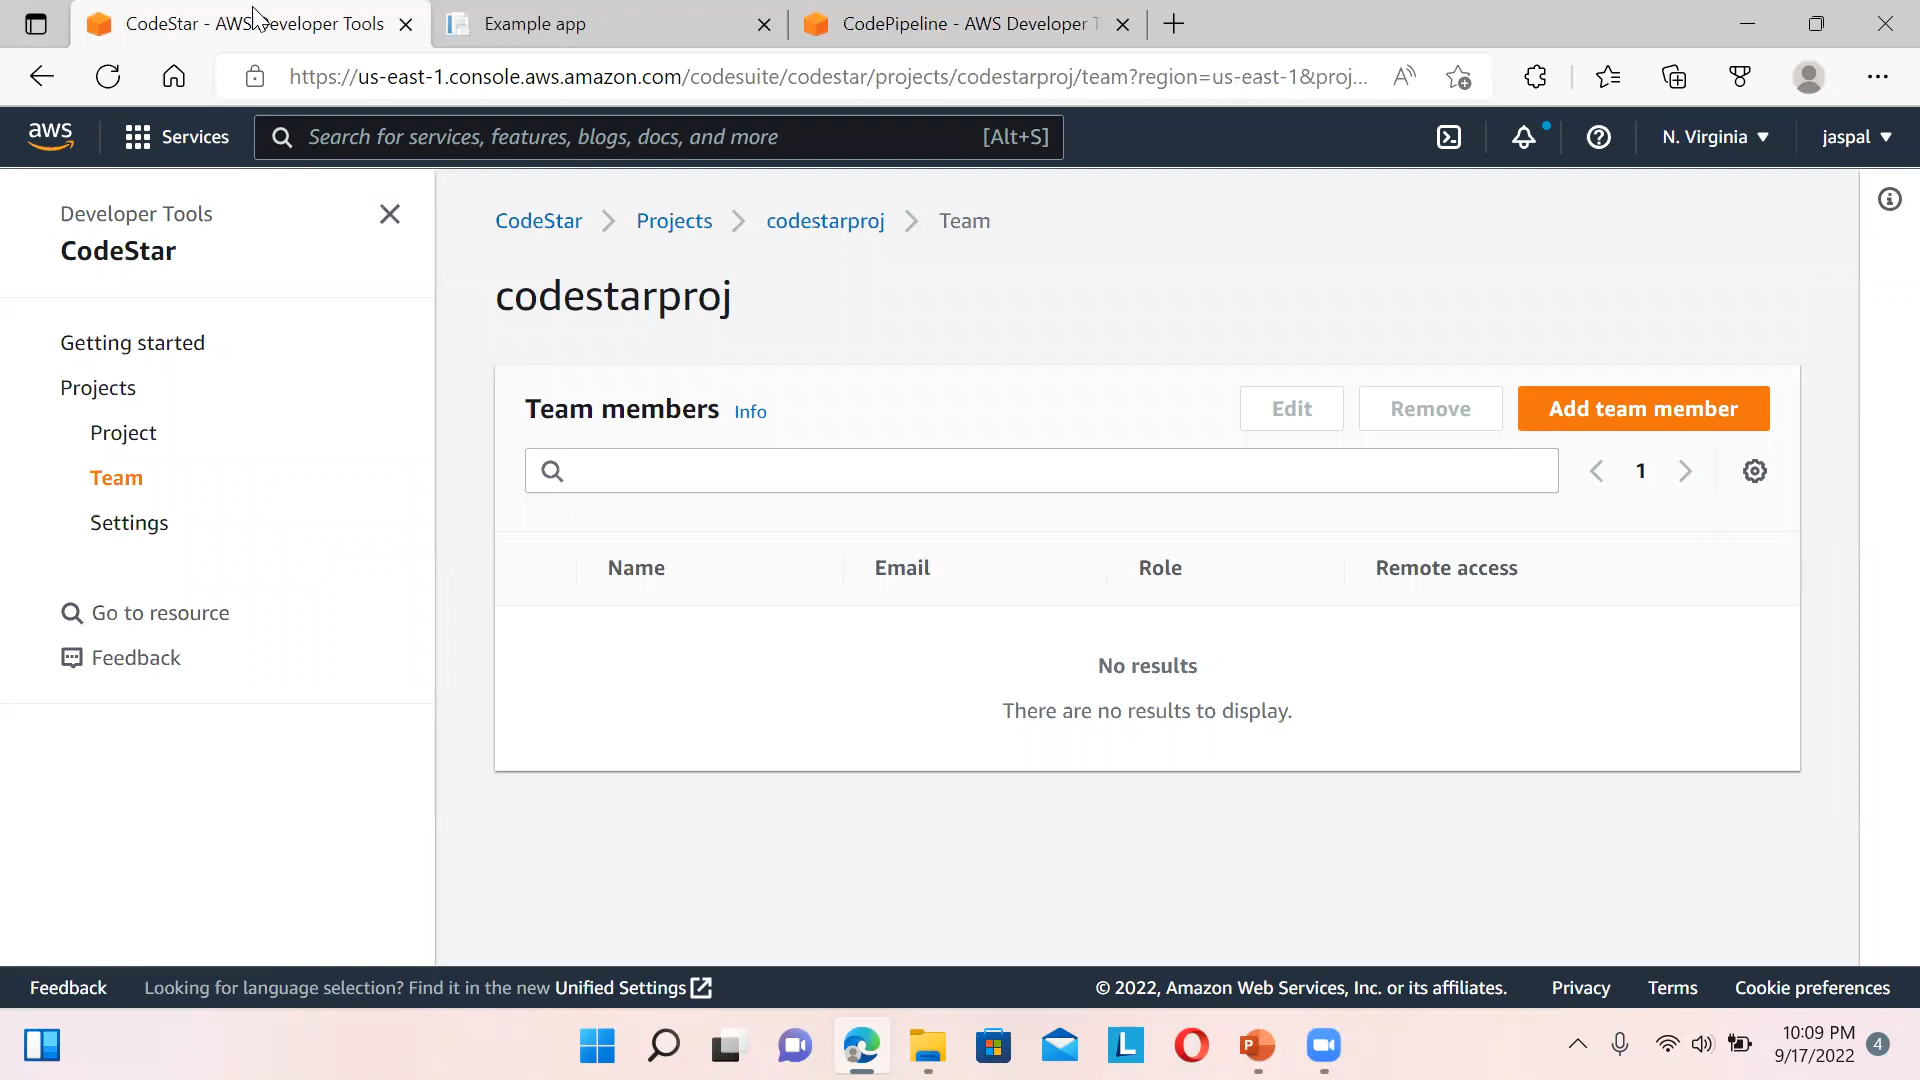 CodeStar - AWS Developer Tools
Example app
CodePipeline - AWS Developer T
https://us-east-1.console.aws.amazon.com/codesuite/codestar/projects/codestarproj/team?region=us-east-1&proj...
aws
Services
Search for services, features, blogs, docs, and more
[Alt+S]
N. Virginia
jaspal
Developer Tools
CodeStar
Getting started
Projects
Project
Team
Settings
Go to resource
Feedback
CodeStar
Projects
codestarproj
Team
codestarproj
Team members
Info
Edit
Remove
Add team member
1
Name
Email
Role
Remote access
No results
There are no results to display.
Feedback
Looking for language selection? Find it in the new Unified Settings
© 2022, Amazon Web Services, Inc. or its affiliates.
Privacy
Terms
Cookie preferences
L
P
10:09 PM
9/17/2022
4